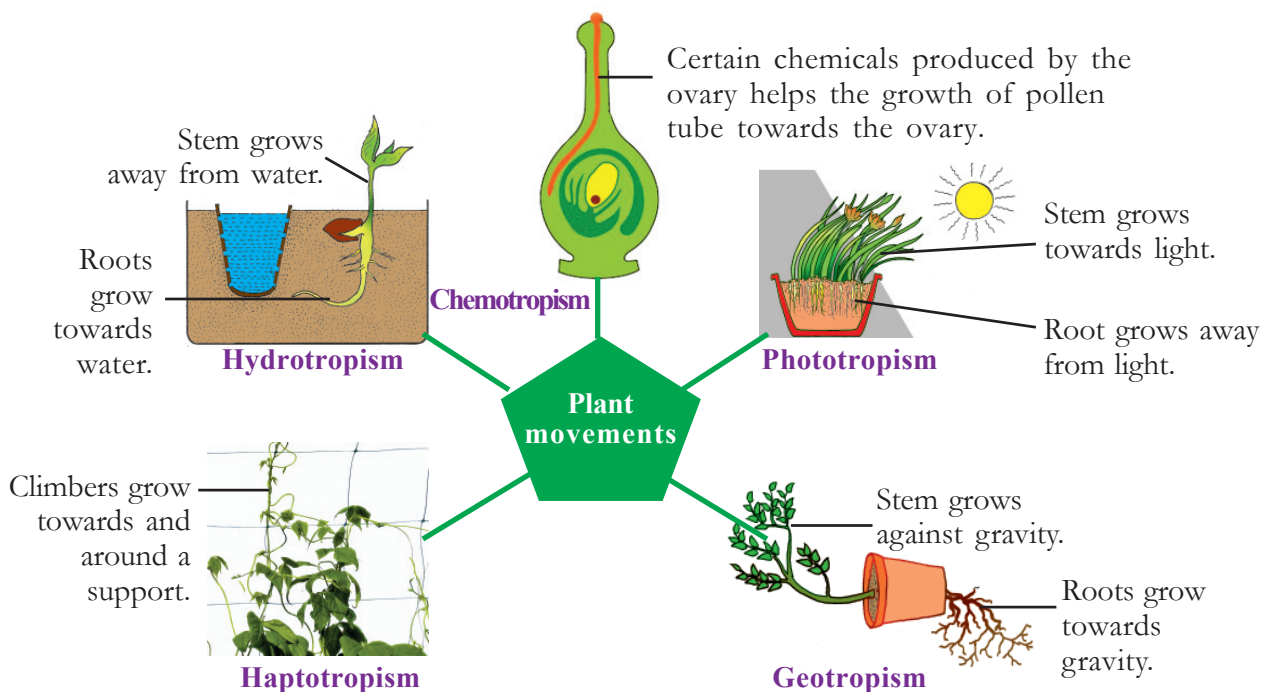 Certain chemicals produced by the
ovary helps the growth of pollen
tube towards the ovary.
Stem grows
away from water.
Roots
grow
towards
water.
Hydrotropism
Chemotropism
Stem grows
towards light.
Root grows away
from light.
Phototropism
Plant
movements
Climbers grow
towards and
around a
support.
Haptotropism
Stem grows
against gravity.
Roots grow
towards
gravity.
Geotropism